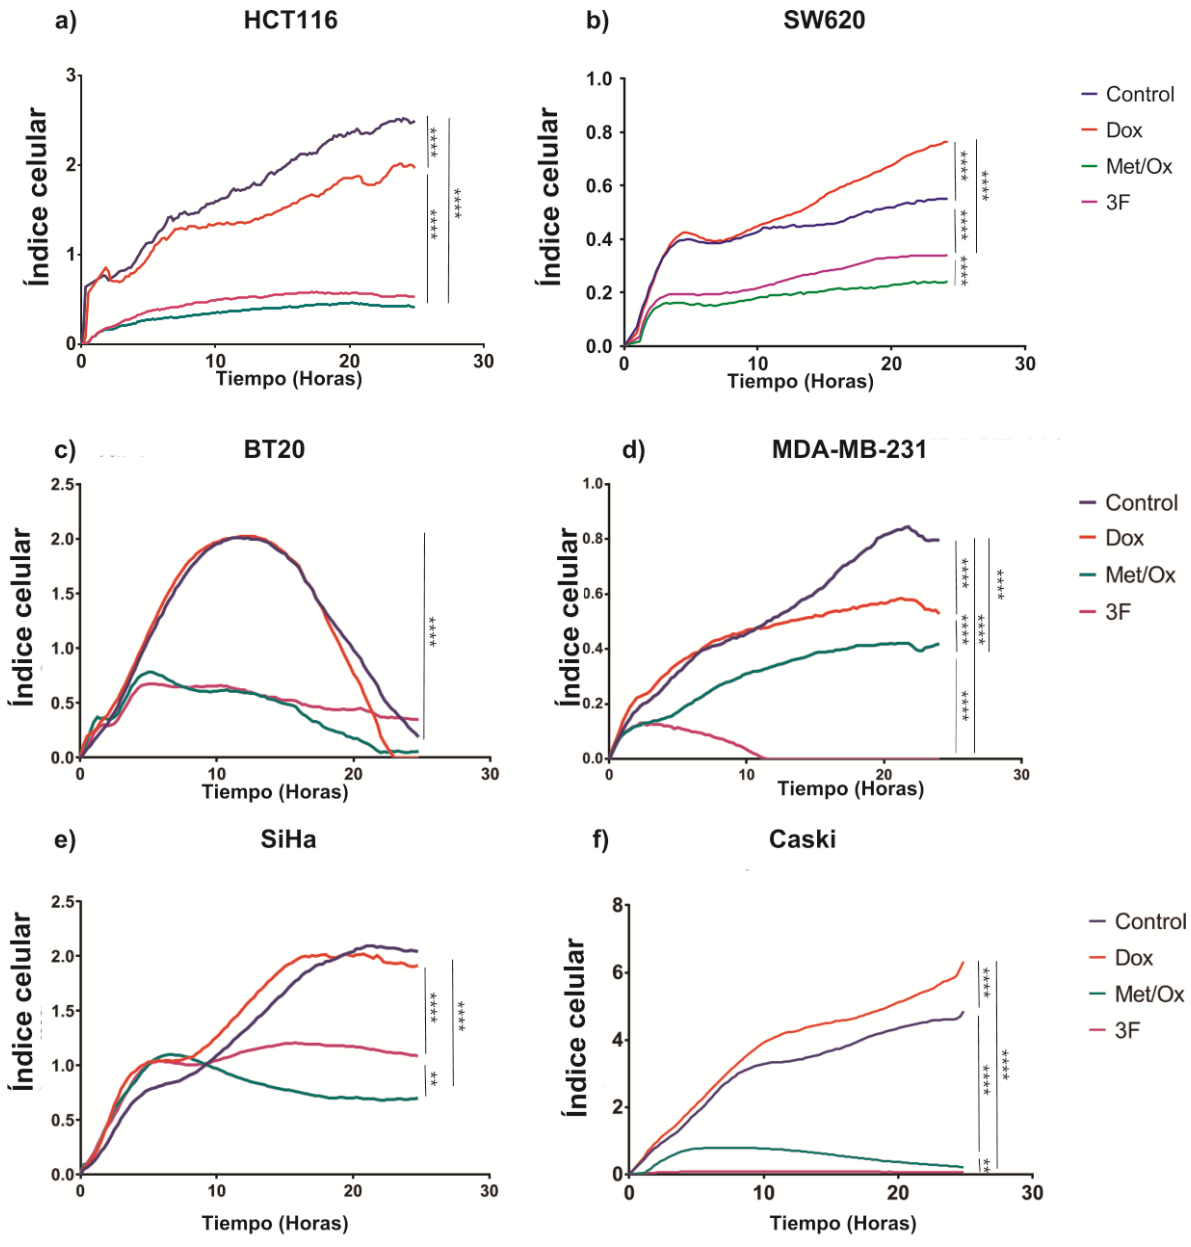 a) HCT116
Índice celular
3
2
1
0
0 10 20 30
Tiempo (Horas)
****
****
****
b) SW620
Índice celular
1.0
0.8
0.6
0.4
0.2
0.0
0 10 20 30
Tiempo (Horas)
****
****
****
****
Control
Dox
Met/Ox
3F
c) BT20
Índice celular
2.5
2.0
1.5
1.0
0.5
0.0
0 10 20 30
Tiempo (Horas)
****
d) MDA-MB-231
Índice celular
1.0
0.8
0.6
0.4
0.2
0.0
0 10 20 30
Tiempo (Horas)
****
****
****
****
****
Control
Dox
Met/Ox
3F
e) SiHa
Índice celular
2.5
2.0
1.5
1.0
0.5
0.0
0 10 20 30
Tiempo (Horas)
****
**
****
f) Caski
Índice celular
8
6
4
2
0
0 10 20 30
Tiempo (Horas)
****
****
**
****
Control
Dox
Met/Ox
3F